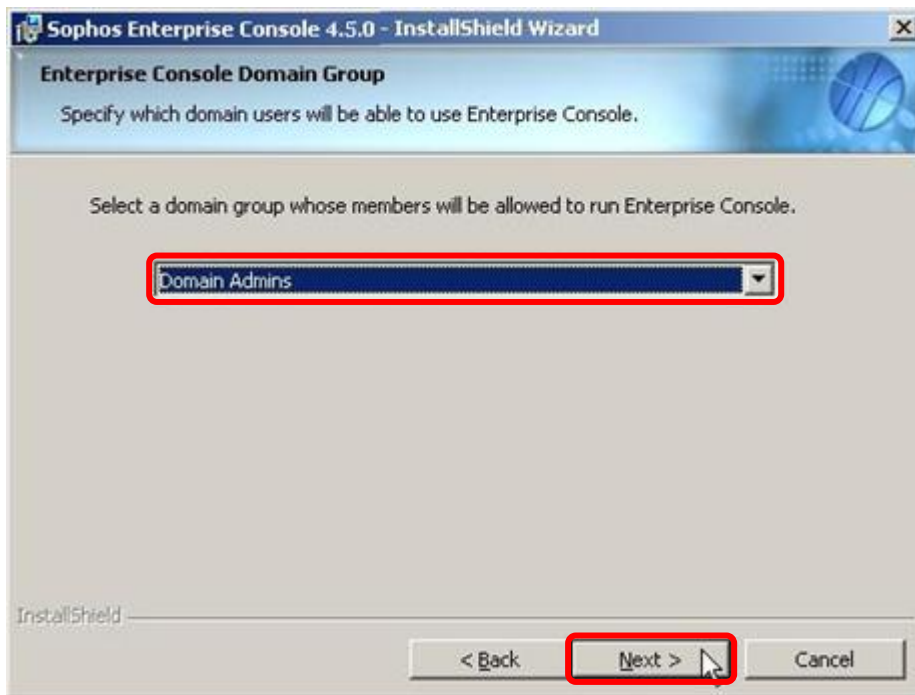 Sophos Enterprise Console 4.5.0 - InstallShield Wizard
Enterprise Console Domain Group
Specify which domain users will be able to use Enterprise Console.
Select a domain group whose members will be allowed to run Enterprise Console.
Domain Admins
InstallShield
< Back
Next >
Cancel